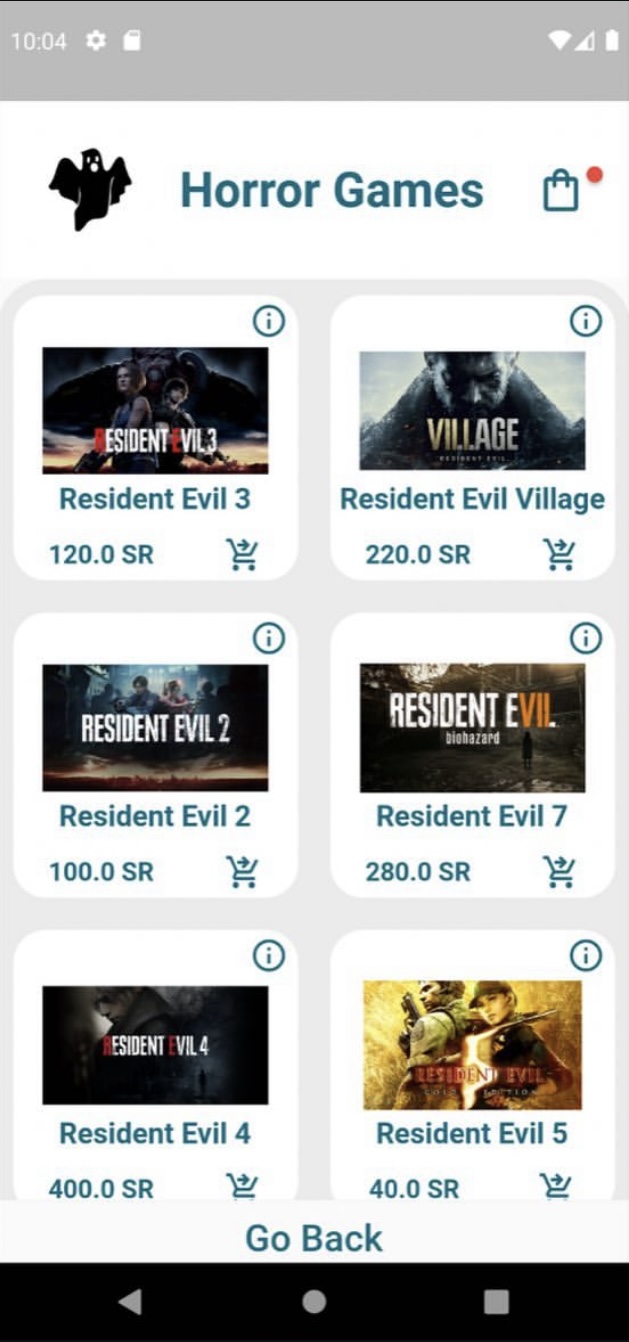 10:04
Horror Games
RESIDENT EVIL 3
Resident Evil 3
120.0 SR
VILLAGE
RESIDENT EVIL
Resident Evil Village
220.0 SR
RESIDENT EVIL 2
Resident Evil 2
100.0 SR
RESIDENT EVII.
biohazard
Resident Evil 7
280.0 SR
RESIDENT EVIL 4
Resident Evil 4
400.0 SR
RESIDENT EVIL 5
GOLD EDITION
Resident Evil 5
40.0 SR
Go Back